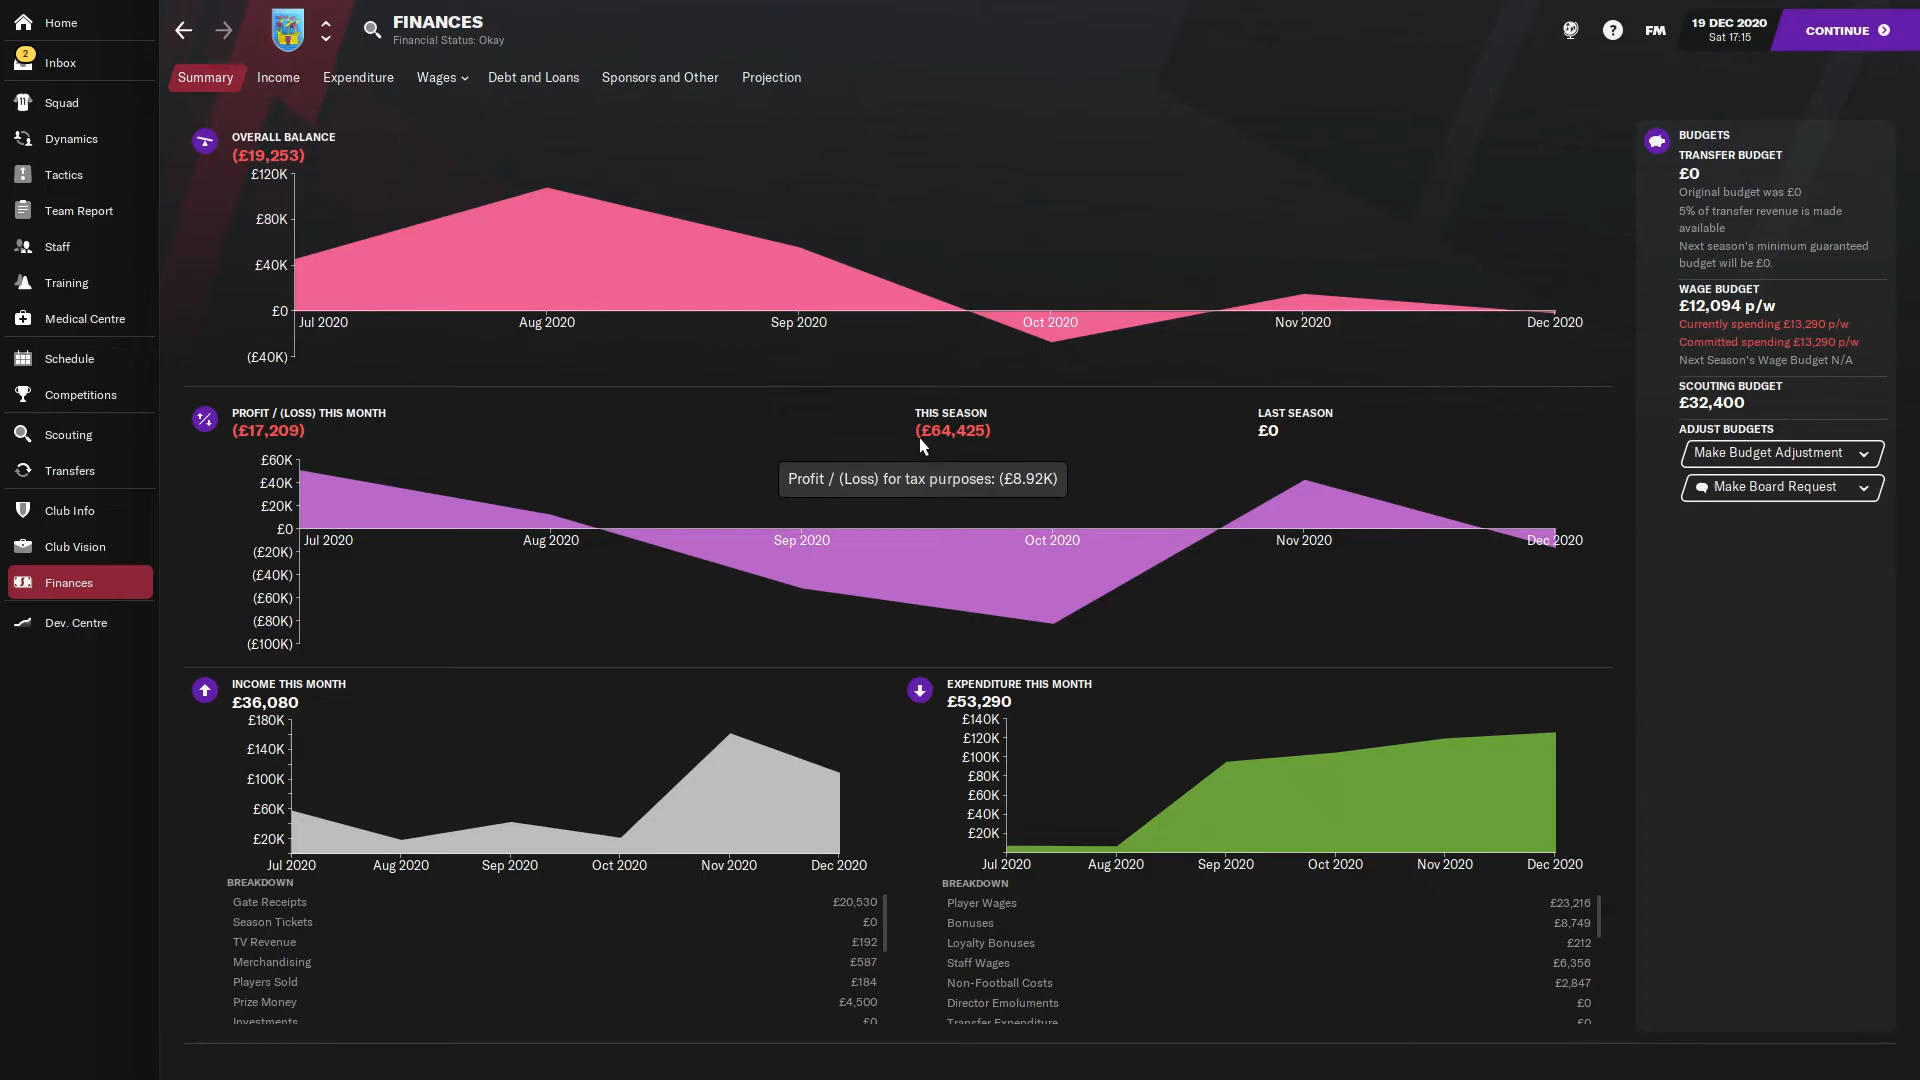 Home
2
Inbox
Squad
Dynamics
Tactics
Team Report
Staff
Training
Medical Centre
Schedule
Competitions
Scouting
Transfers
Club Info
Club Vision
Finances
Dev. Centre
FINANCES
Financial Status: Okay
? FM
19 DEC 2020
Sat 17:15
CONTINUE
Summary Income Expenditure Wages Debt and Loans Sponsors and Other Projection
OVERALL BALANCE
(£19,253)
£120K
£80K
£40K
£0
(£40K)
Jul 2020 Aug 2020 Sep 2020 Oct 2020 Nov 2020 Dec 2020
PROFIT / (LOSS) THIS MONTH
(£17,209)
THIS SEASON
(£64,425)
LAST SEASON
£0
Profit / (Loss) for tax purposes: (£8.92K)
£60K
£40K
£20K
£0
(£20K)
(£40K)
(£60K)
(£80K)
(£100K)
Jul 2020 Aug 2020 Sep 2020 Oct 2020 Nov 2020 Dec 2020
INCOME THIS MONTH
£36,080
£180K
£140K
£100K
£60K
£20K
Jul 2020 Aug 2020 Sep 2020 Oct 2020 Nov 2020 Dec 2020
BREAKDOWN
Gate Receipts £20,530
Season Tickets £0
TV Revenue £192
Merchandising £587
Players Sold £184
Prize Money £4,500
Investments £0
EXPENDITURE THIS MONTH
£53,290
£140K
£120K
£100K
£80K
£60K
£40K
£20K
Jul 2020 Aug 2020 Sep 2020 Oct 2020 Nov 2020 Dec 2020
BREAKDOWN
Player Wages £23,216
Bonuses £8,749
Loyalty Bonuses £212
Staff Wages £6,356
Non-Football Costs £2,847
Director Emoluments £0
Transfer Expenditure £0
BUDGETS
TRANSFER BUDGET
£0
Original budget was £0
5% of transfer revenue is made
available
Next season's minimum guaranteed
budget will be £0.
WAGE BUDGET
£12,094 p/w
Currently spending £13,290 p/w
Committed spending £13,290 p/w
Next Season's Wage Budget N/A
SCOUTING BUDGET
£32,400
ADJUST BUDGETS
Make Budget Adjustment
Make Board Request